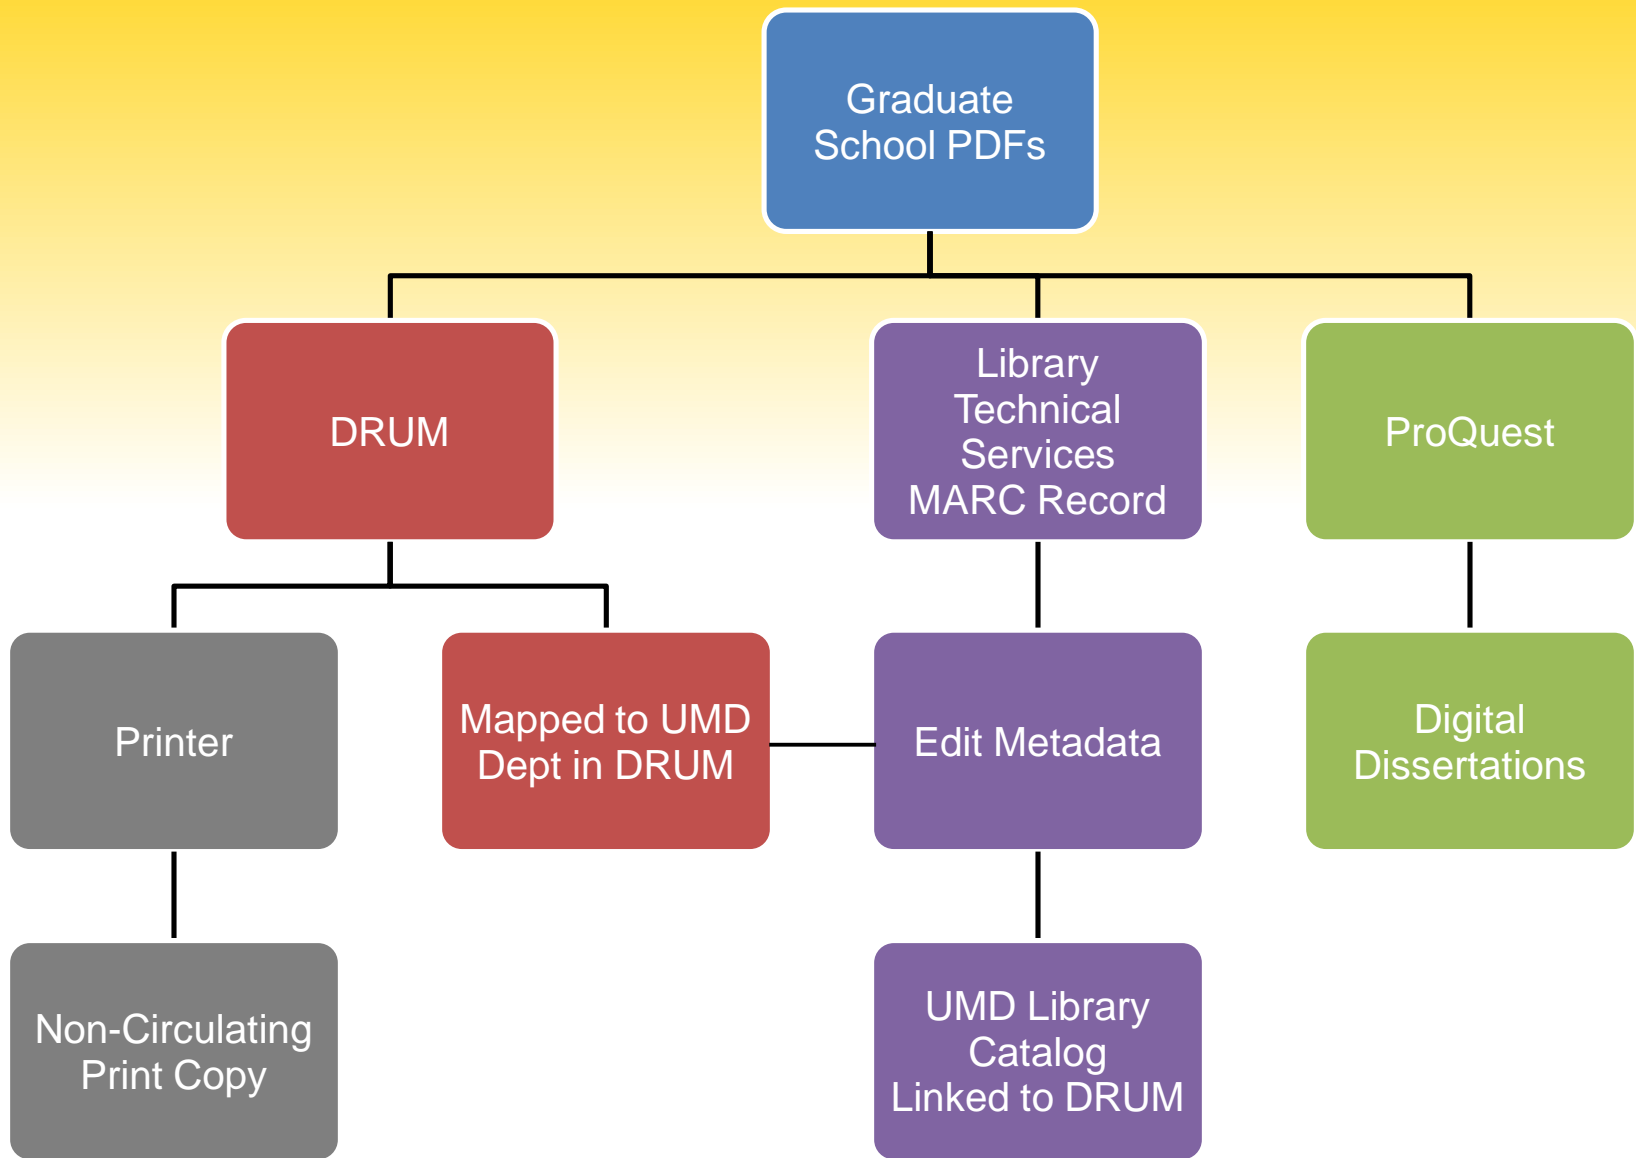 Graduate
School PDFs
DRUM
Library
Technical
Services
MARC Record
ProQuest
Printer
Mapped to UMD
Dept in DRUM
Edit Metadata
Digital
Dissertations
Non-Circulating
Print Copy
UMD Library
Catalog
Linked to DRUM